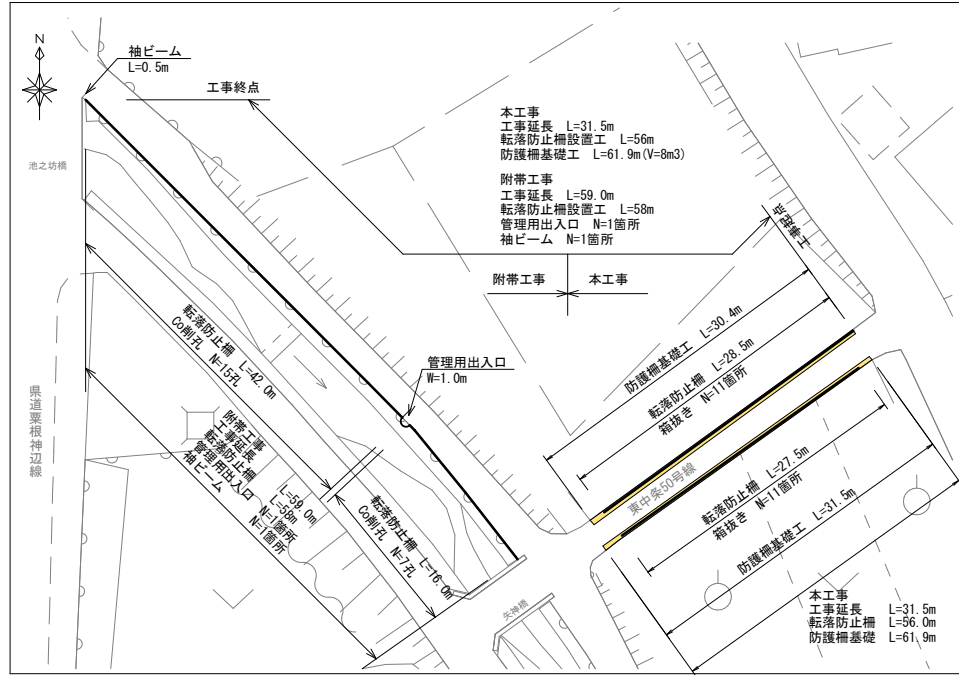 N
袖ビーム
L=0.5m
工事終点
池之坊橋
本工事
工事延長 L=31.5m
転落防止柵設置工 L=56m
防護柵基礎工 L=61.9m(V=8m3)
附帯工事
工事延長 L=59.0m
転落防止柵設置工 L=58m
管理用出入口 N=1箇所
袖ビーム N=1箇所
工事起点
附帯工事
本工事
防護柵基礎工 L=30.4m
転落防止柵 L=28.5m
箱抜き N=11箇所
転落防止柵 L=42.0m
Co削孔 N=15孔
管理用出入口
W=1.0m
県道粟根神辺線
附帯工事
工事延長 L=59.0m
転落防止柵 L=58m
管理用出入口 N=1箇所
袖ビーム N=1箇所
転落防止柵 L=16.0m
Co削孔 N=7孔
東中条50号線
転落防止柵 L=27.5m
箱抜き N=11箇所
防護柵基礎工 L=31.5m
矢神橋
本工事
工事延長 L=31.5m
転落防止柵 L=56.0m
防護柵基礎 L=61.9m